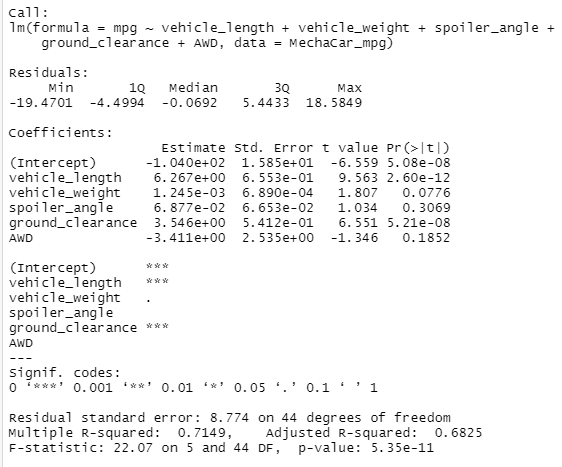 Call:
lm(formula = mpg ~ vehicle_length + vehicle_weight + spoiler_angle +
    ground_clearance + AWD, data = MechaCar_mpg)

Residuals:
     Min       1Q   Median       3Q      Max
-19.4701  -4.4994  -0.0692   5.4433  18.5849

Coefficients:
                   Estimate Std. Error t value Pr(>|t|)
(Intercept)      -1.040e+02  1.585e+01  -6.559 5.08e-08
vehicle_length    6.267e+00  6.553e-01   9.563 2.60e-12
vehicle_weight    1.245e-03  6.890e-04   1.807   0.0776
spoiler_angle     6.877e-02  6.653e-02   1.034   0.3069
ground_clearance  3.546e+00  5.412e-01   6.551 5.21e-08
AWD              -3.411e+00  2.535e+00  -1.346   0.1852

(Intercept)      ***
vehicle_length   ***
vehicle_weight   .
spoiler_angle
ground_clearance ***
AWD
---
Signif. codes:
0 ‘***’ 0.001 ‘**’ 0.01 ‘*’ 0.05 ‘.’ 0.1 ‘ ’ 1

Residual standard error: 8.774 on 44 degrees of freedom
Multiple R-squared:  0.7149,	Adjusted R-squared:  0.6825
F-statistic: 22.07 on 5 and 44 DF,  p-value: 5.35e-11